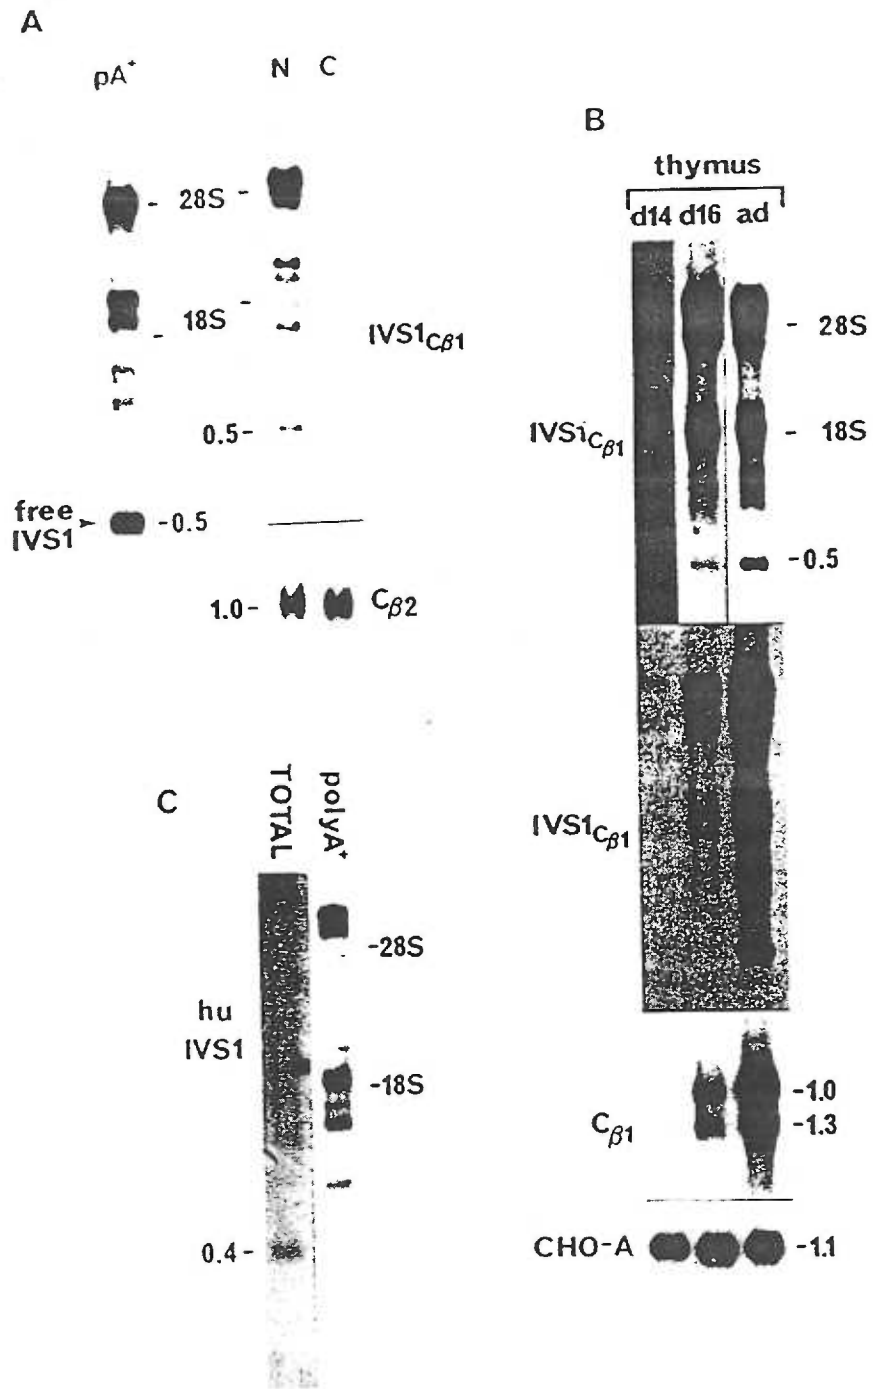 A
pA+
N C
- 28S -
- 18S -
IVS1Cβ1
0.5-
free IVS1
-0.5
1.0-
Cβ2
B
thymus
d14 d16 ad
- 28S
IVSiCβ1
- 18S
-0.5
IVS1Cβ1
Cβ1
-1.0
-1.3
CHO-A
-1.1
C
TOTAL
polyA+
-28S
hu
IVS1
-18S
0.4-